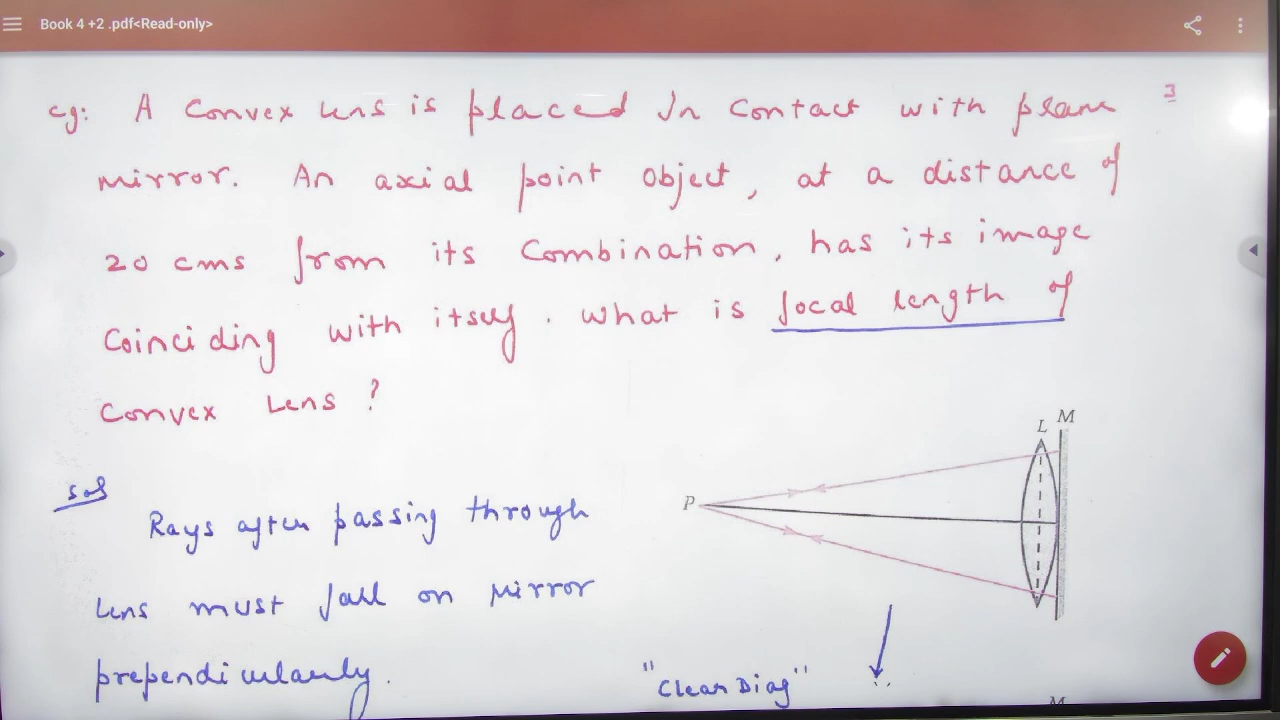 Book 4 +2 .pdf<Read-only>
3
eg: A Convex Lens is placed In Contact with plane
mirror. An axial point object, at a distance of
20 cms from its Combination, has its image
Coinciding with itself. What is focal length of
Convex Lens ?
L M
P
Sol
Rays after passing through
Lens must fall on Mirror
prependicularly.
"Clear Diag"
M